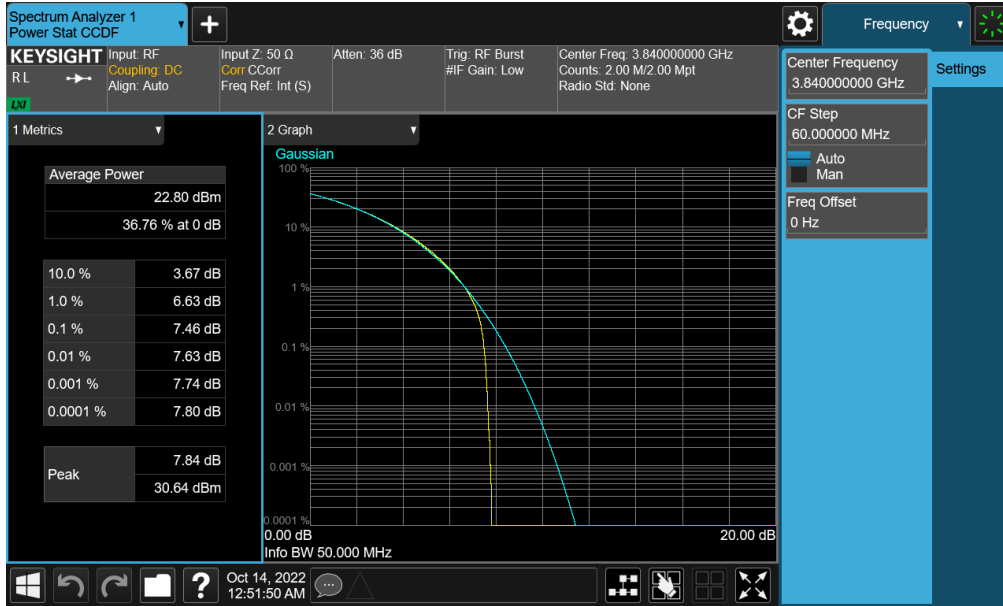 Spectrum Analyzer 1
Power Stat CCDF
Frequency
KEYSIGHT
RL
LXI
Input: RF
Coupling: DC
Align: Auto
Input Z: 50 Ω
Corr CCorr
Freq Ref: Int (S)
Atten: 36 dB
Trig: RF Burst
#IF Gain: Low
Center Freq: 3.840000000 GHz
Counts: 2.00 M/2.00 Mpt
Radio Std: None
Center Frequency
3.840000000 GHz
Settings
CF Step
60.000000 MHz
Auto
Man
Freq Offset
0 Hz
1 Metrics
Average Power
22.80 dBm
36.76 % at 0 dB
10.0 % 3.67 dB
1.0 % 6.63 dB
0.1 % 7.46 dB
0.01 % 7.63 dB
0.001 % 7.74 dB
0.0001 % 7.80 dB
Peak
7.84 dB
30.64 dBm
2 Graph
Gaussian
100 %
10 %
1 %
0.1 %
0.01 %
0.001 %
0.0001 %
0.00 dB 20.00 dB
Info BW 50.000 MHz
?
Oct 14, 2022
12:51:50 AM